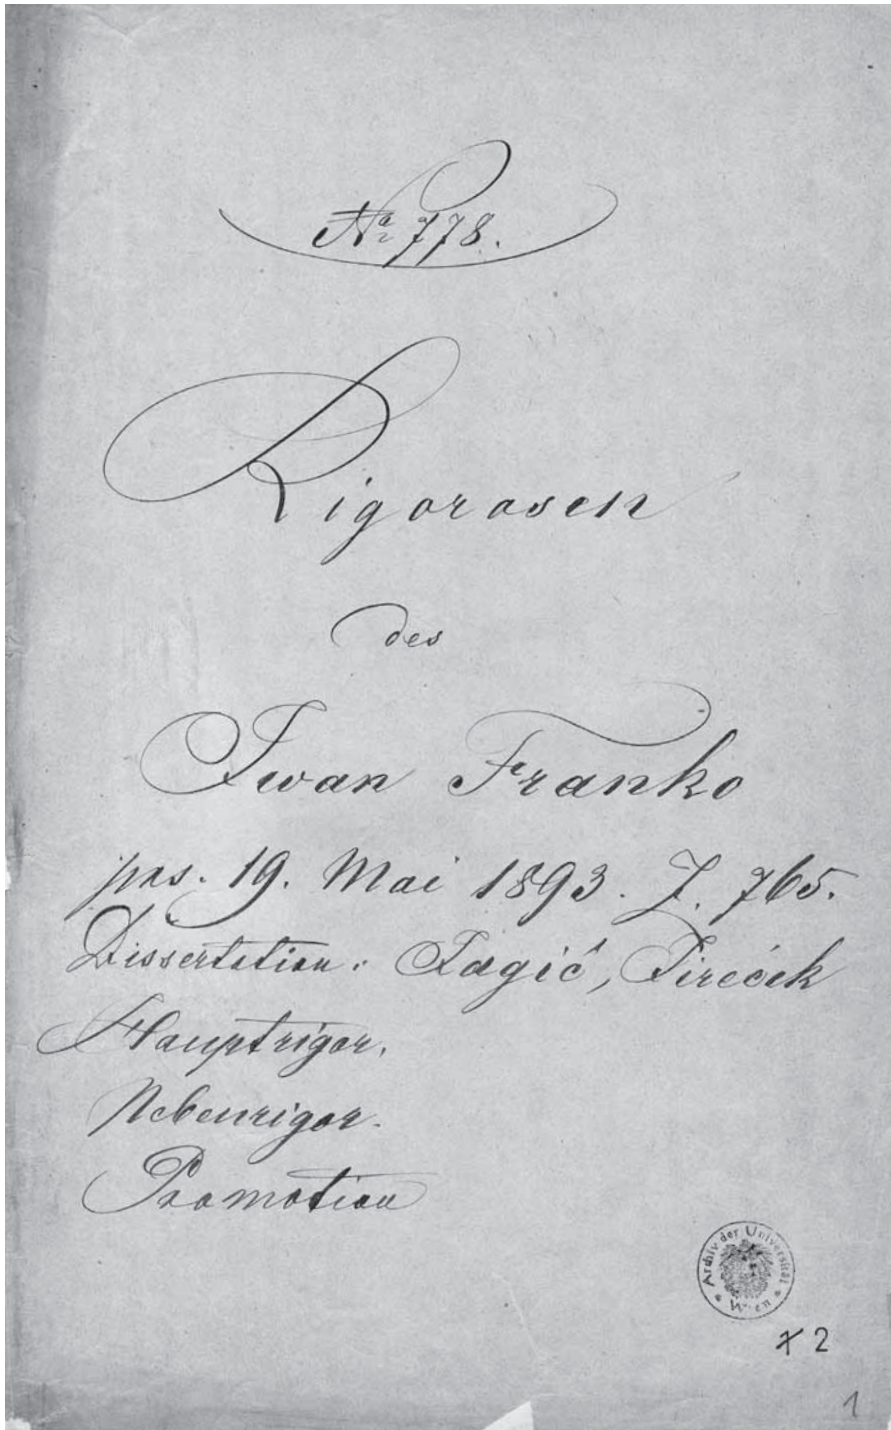 No 778.
Rigorosen
des
Iwan Franko
prs. 19. Mai 1893. Z. 765.
Dissertation: Jagić, Jireček
Hauptrigor.
Nebenrigor.
Promotion
Archiv der Universität Wien
2
1